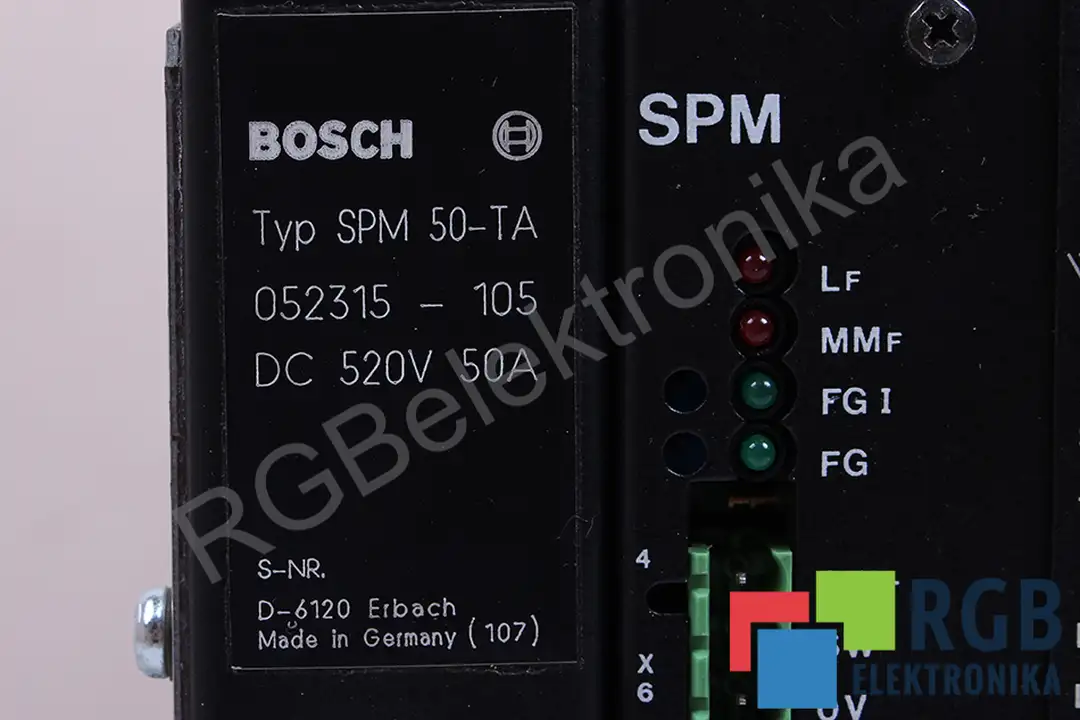 BOSCH
Typ SPM 50-TA
052315 - 105
DC 520V 50A
S-NR.
D-6120 Erbach
Made in Germany (107)
SPM
LF
MMF
FG I
FG
4
X
6
0V
RGBelektronika
RGB
ELEKTRONIKA